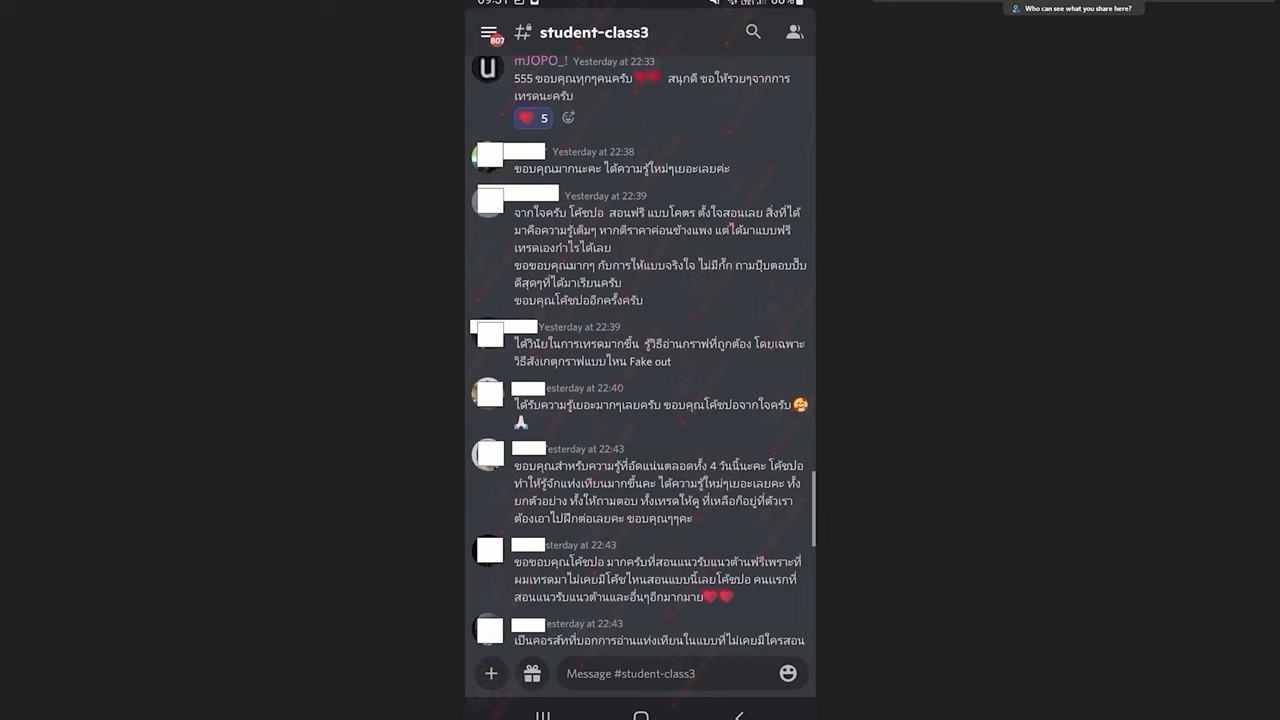 Who can see what you share here?
student-class3
807
mJOPO_! Yesterday at 22:33
555 ขอบคุณทุกๆคนครับ❤️❤️ สนุกดี ขอให้รวยๆจากการ
เทรดนะครับ
❤️ 5
Yesterday at 22:38
ขอบคุณมากนะคะ ได้ความรู้ใหม่ๆเยอะเลยค่ะ
Yesterday at 22:39
จากใจครับ โค้ชปอ สอนฟรี แบบโคตร ตั้งใจสอนเลย สิ่งที่ได้
มาคือความรู้เต็มๆ หากตีราคาค่อนข้างแพง แต่ได้มาแบบฟรี
เทรดเองกำไรได้เลย
ขอขอบคุณมากๆ กับการให้แบบจริงใจ ไม่มีกั๊ก ถามปุ๊บตอบปั๊บ
ดีสุดๆที่ได้มาเรียนครับ
ขอบคุณโค้ชปออีกครั้งครับ
Yesterday at 22:39
ได้วินัยในการเทรดมากขึ้น รู้วิธีอ่านกราฟที่ถูกต้อง โดยเฉพาะ
วิธีสังเกตุกราฟแบบไหน Fake out
esterday at 22:40
ได้รับความรู้เยอะมากๆเลยครับ ขอบคุณโค้ชปอจากใจครับ🥰
🙏
esterday at 22:43
ขอบคุณสำหรับความรู้ที่อัดแน่นตลอดทั้ง 4 วันนี้นะคะ โค้ชปอ
ทำให้รู้จักแท่งเทียนมากขึ้นคะ ได้ความรู้ใหม่ๆเยอะเลยคะ ทั้ง
ยกตัวอย่าง ทั้งให้ถามตอบ ทั้งเทรดให้ดู ที่เหลือก็อยู่ที่ตัวเรา
ต้องเอาไปฝึกต่อเลยคะ ขอบคุณๆๆคะ
sterday at 22:43
ขอขอบคุณโค้ชปอ มากครับที่สอนแนวรับแนวต้านฟรีเพราะที่
ผมเทรดมาไม่เคยมีโค้ชไหนสอนแบบนี้เลยโค้ชปอ คนแรกที่
สอนแนวรับแนวต้านและอื่นๆอีกมากมาย❤️❤️
esterday at 22:43
เป็นคอร์สที่บอกการอ่านแท่งเทียนในแบบที่ไม่เคยมีใครสอน
Message #student-class3